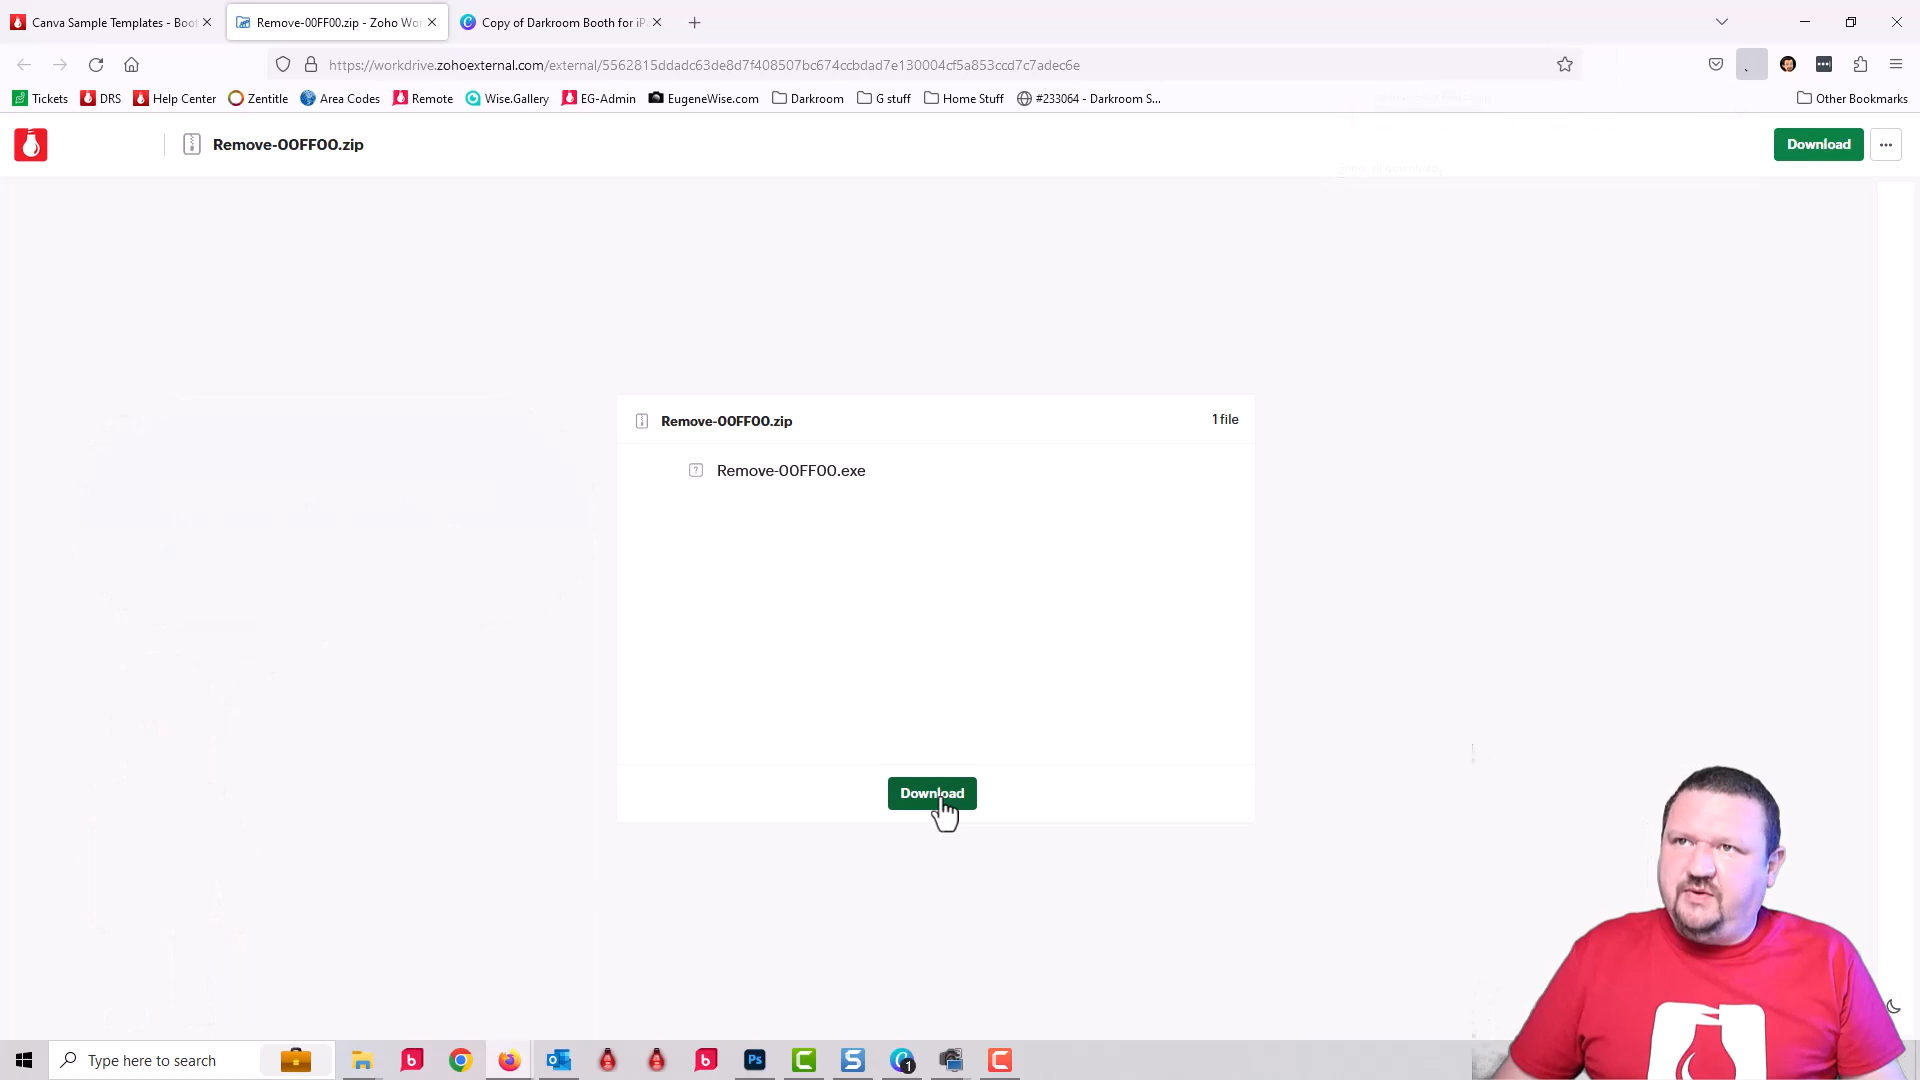 Canva Sample Templates - Boot
Remove-00FF00.zip - Zoho Wo
Copy of Darkroom Booth for iP
https://workdrive.zohoexternal.com/external/5562815ddadc63de8d7f408507bc674ccbdad7e130004cf5a853ccd7c7adec6e
Tickets DRS Help Center Zentitle Area Codes Remote Wise.Gallery EG-Admin EugeneWise.com Darkroom G stuff Home Stuff #233064 - Darkroom S... Other Bookmarks
Remove-00FF00.zip
Download
Remove-00FF00.zip 1 file
Remove-00FF00.exe
Download
Type here to search
Ps
1